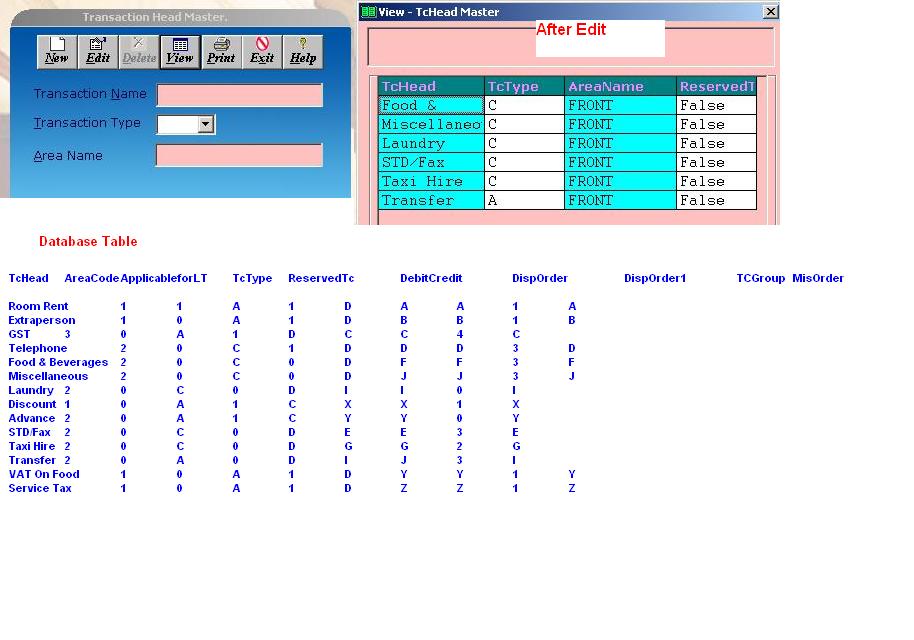 Transaction Head Master.
New Edit Delete View Print Exit Help
Transaction Name
Transaction Type
Area Name
View - TcHead Master
After Edit
TcHead TcType AreaName ReservedT
Food & C FRONT False
Miscellaneo C FRONT False
Laundry C FRONT False
STD/Fax C FRONT False
Taxi Hire C FRONT False
Transfer A FRONT False
Database Table
TcHead AreaCode ApplicableforLT TcType ReservedTc DebitCredit DispOrder DispOrder1 TCGroup MisOrder
Room Rent 1 1 A 1 D A A 1 A
Extraperson 1 0 A 1 D B B 1 B
GST 3 0 A 1 D C C 4 C
Telephone 2 0 C 1 D D D 3 D
Food & Beverages 2 0 C 0 D F F 3 F
Miscellaneous 2 0 C 0 D J J 3 J
Laundry 2 0 C 0 D I I 0 I
Discount 1 0 A 1 C X X 1 X
Advance 2 0 A 1 C Y Y 0 Y
STD/Fax 2 0 C 0 D E E 3 E
Taxi Hire 2 0 C 0 D G G 2 G
Transfer 2 0 A 0 D I J 3 I
VAT On Food 1 0 A 1 D Y Y 1 Y
Service Tax 1 0 A 1 D Z Z 1 Z